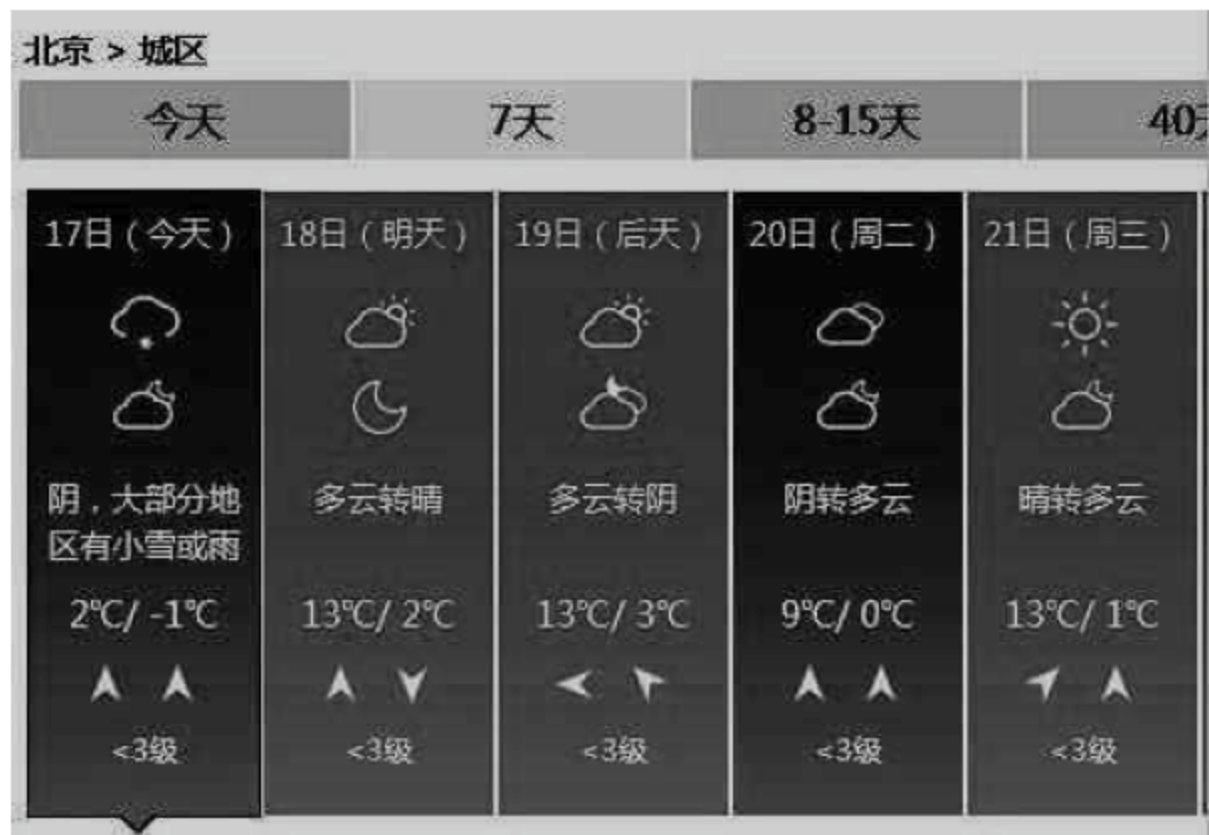 北京 > 城区
今天
7天
8-15天
40
17日（今天）
阴，大部分地
区有小雪或雨
2℃/ -1℃
<3级
18日（明天）
多云转晴
13℃/ 2℃
<3级
19日（后天）
多云转阴
13℃/ 3℃
<3级
20日（周二）
阴转多云
9℃/ 0℃
<3级
21日（周三）
晴转多云
13℃/ 1℃
<3级